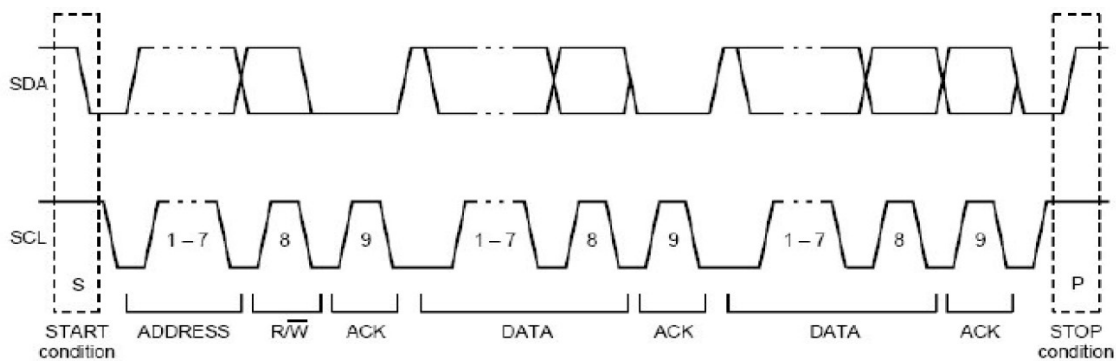 SDA
SCL
1 – 7 8 9 1 – 7 8 9 1 – 7 8 9
S P
START ADDRESS R/W̅ ACK DATA ACK DATA ACK STOP
condition condition